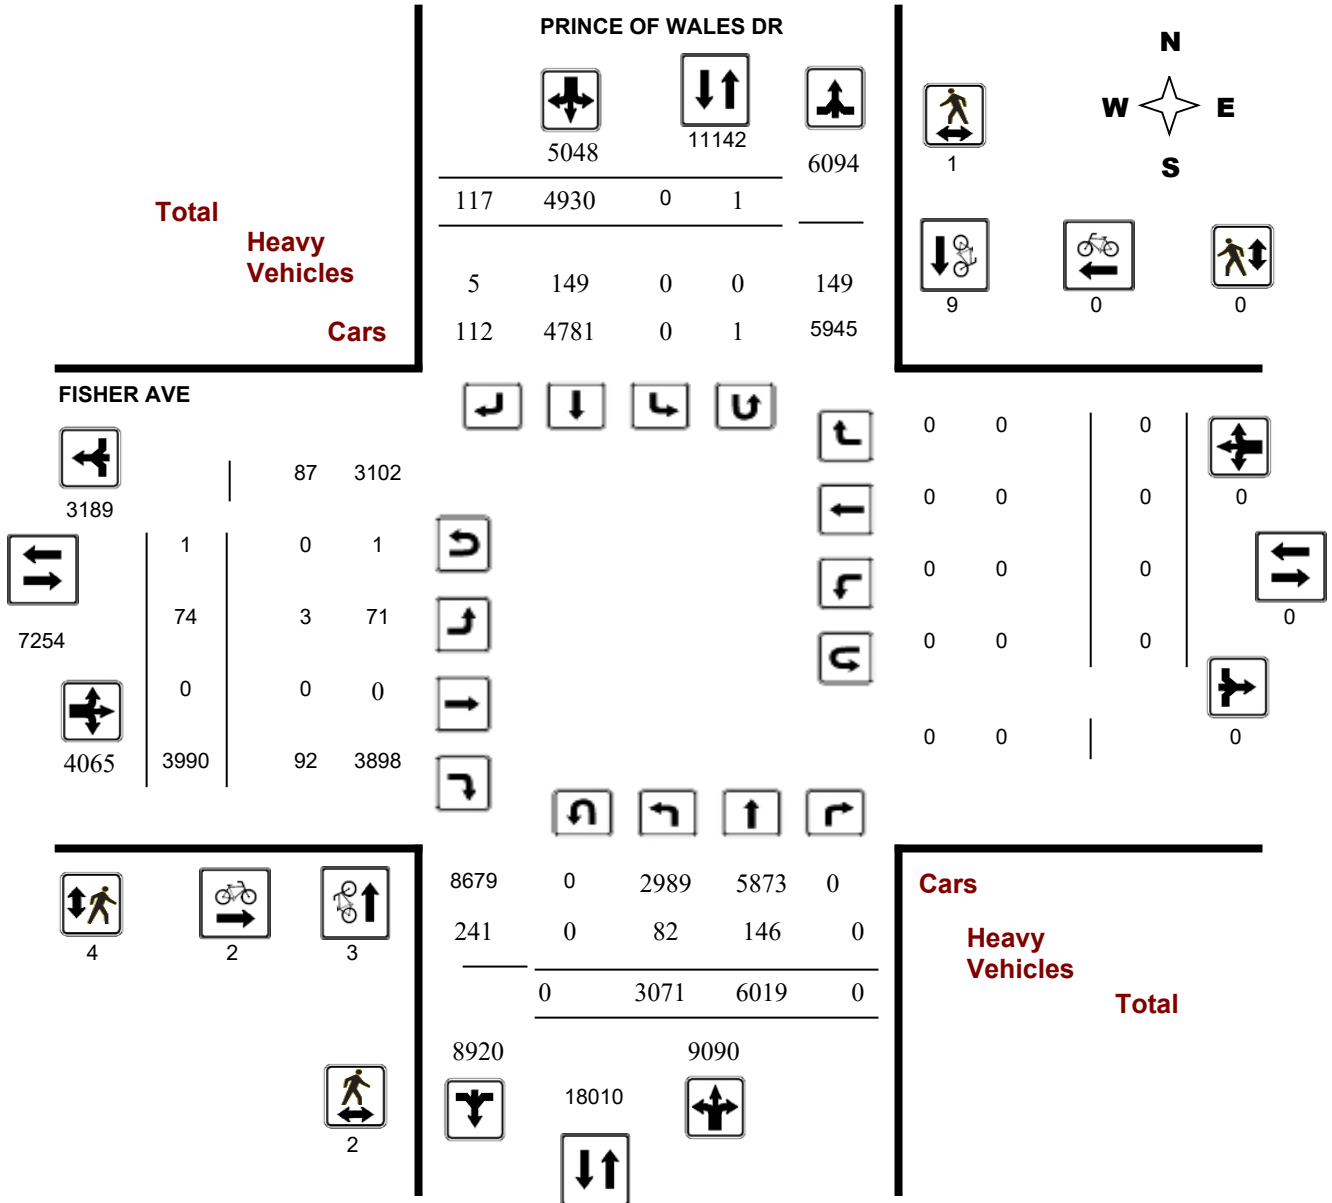 PRINCE OF WALES DR
N
W E
S
5048 11142 6094 1
117 4930 0 1
Total
Heavy
Vehicles
5 149 0 0 149
9 0 0
Cars
112 4781 0 1 5945
FISHER AVE
0 0 0
87 3102
3189
0 0 0 0
1 0 1
0 0 0
74 3 71
0
7254
0 0 0
0 0 0
4065 3990 92 3898
0 0 0
8679 0 2989 5873 0
Cars
241 0 82 146 0
Heavy
Vehicles
4 2 3
0 3071 6019 0
Total
8920 9090
18010
2